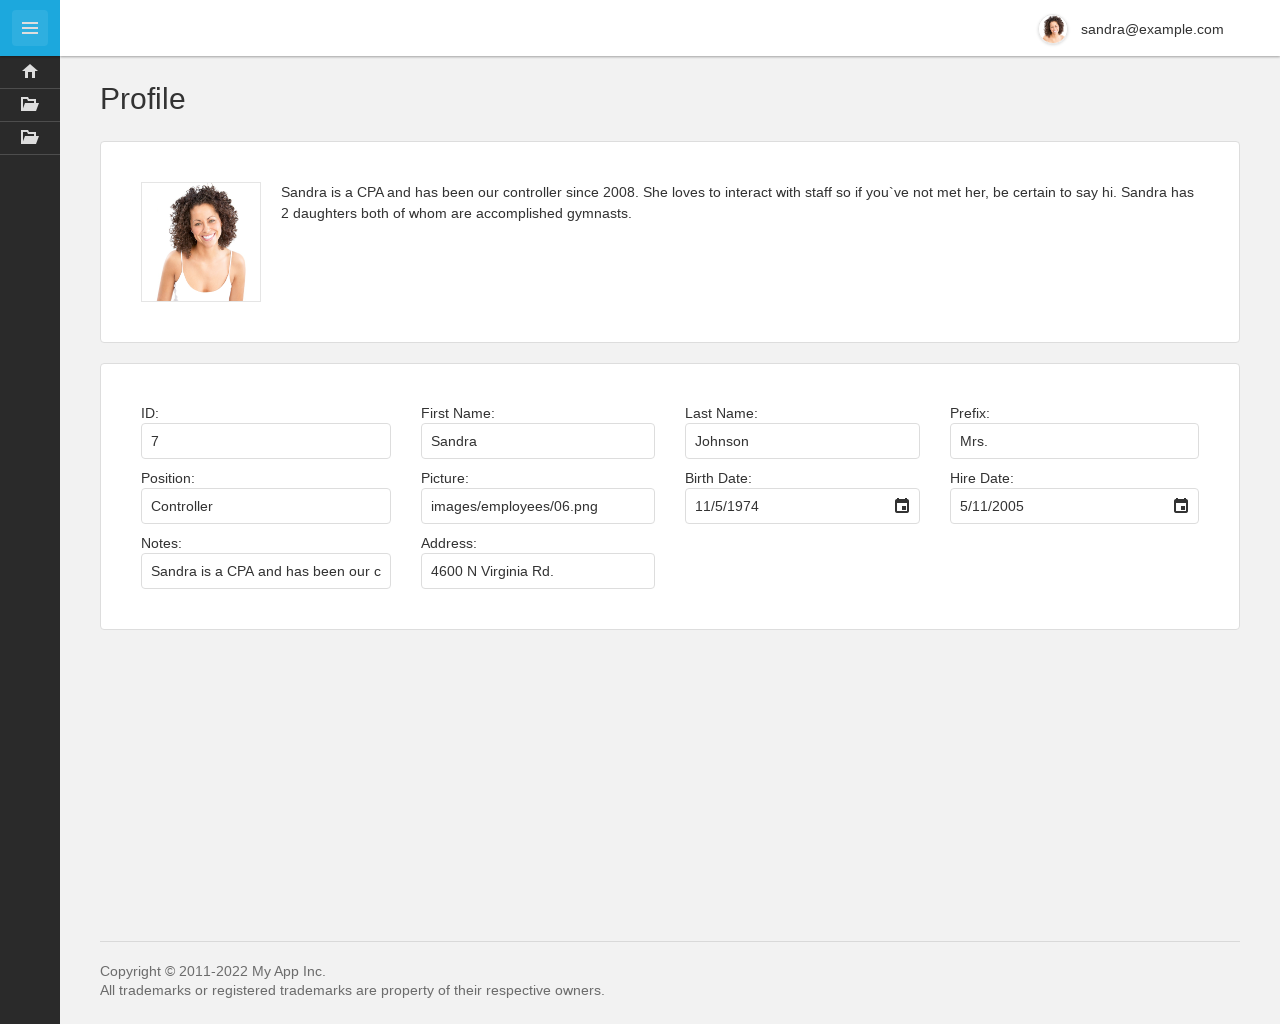 sandra@example.com
Profile
Sandra is a CPA and has been our controller since 2008. She loves to interact with staff so if you`ve not met her, be certain to say hi. Sandra has
2 daughters both of whom are accomplished gymnasts.
ID:
7
First Name:
Sandra
Last Name:
Johnson
Prefix:
Mrs.
Position:
Controller
Picture:
images/employees/06.png
Birth Date:
11/5/1974
Hire Date:
5/11/2005
Notes:
Sandra is a CPA and has been our c
Address:
4600 N Virginia Rd.
Copyright © 2011-2022 My App Inc.
All trademarks or registered trademarks are property of their respective owners.